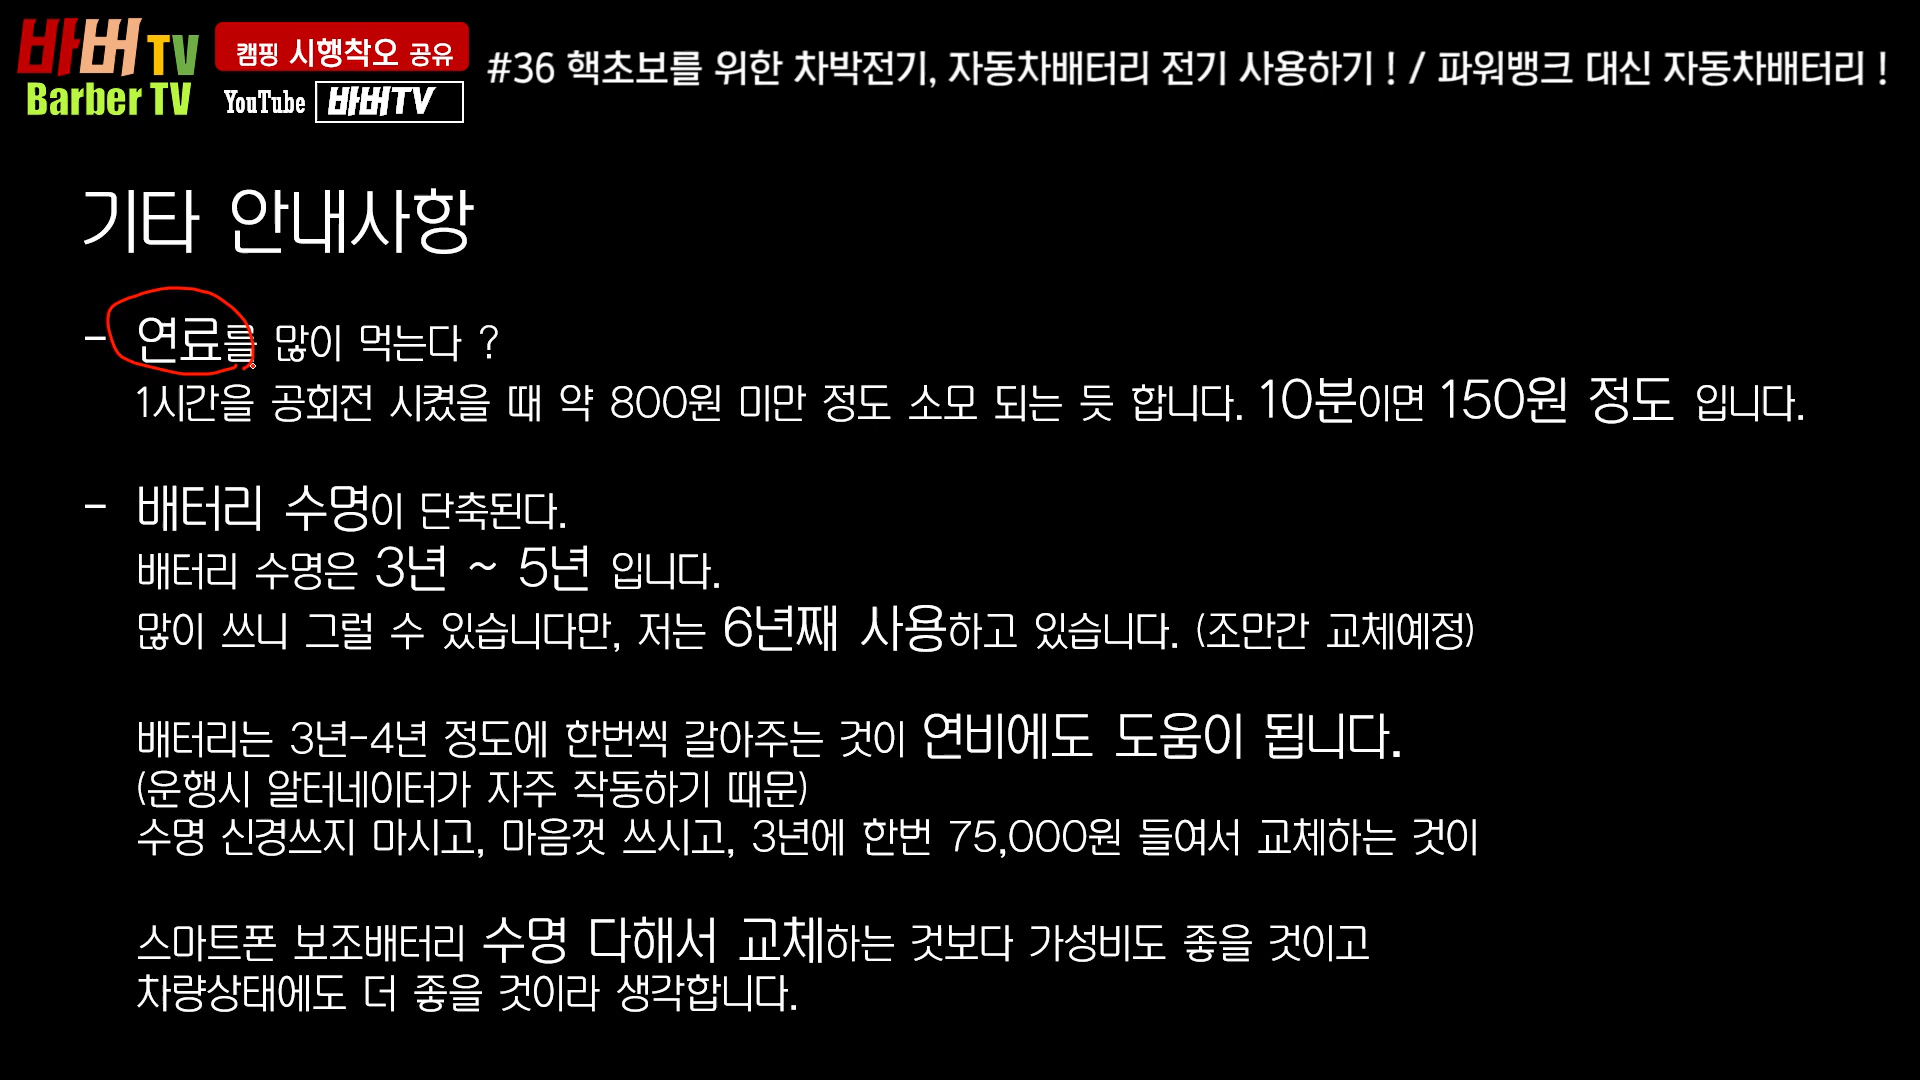 바버TV
Barber TV
캠핑 시행착오 공유
YouTube 바버TV
#36 핵초보를 위한 차박전기, 자동차배터리 전기 사용하기 ! / 파워뱅크 대신 자동차배터리 !
기타 안내사항
- 연료를 많이 먹는다 ?
1시간을 공회전 시켰을 때 약 800원 미만 정도 소모 되는 듯 합니다. 10분이면 150원 정도 입니다.
- 배터리 수명이 단축된다.
배터리 수명은 3년 ~ 5년 입니다.
많이 쓰니 그럴 수 있습니다만, 저는 6년째 사용하고 있습니다. (조만간 교체예정)
배터리는 3년-4년 정도에 한번씩 갈아주는 것이 연비에도 도움이 됩니다.
(운행시 알터네이터가 자주 작동하기 때문)
수명 신경쓰지 마시고, 마음껏 쓰시고, 3년에 한번 75,000원 들여서 교체하는 것이
스마트폰 보조배터리 수명 다해서 교체하는 것보다 가성비도 좋을 것이고
차량상태에도 더 좋을 것이라 생각합니다.